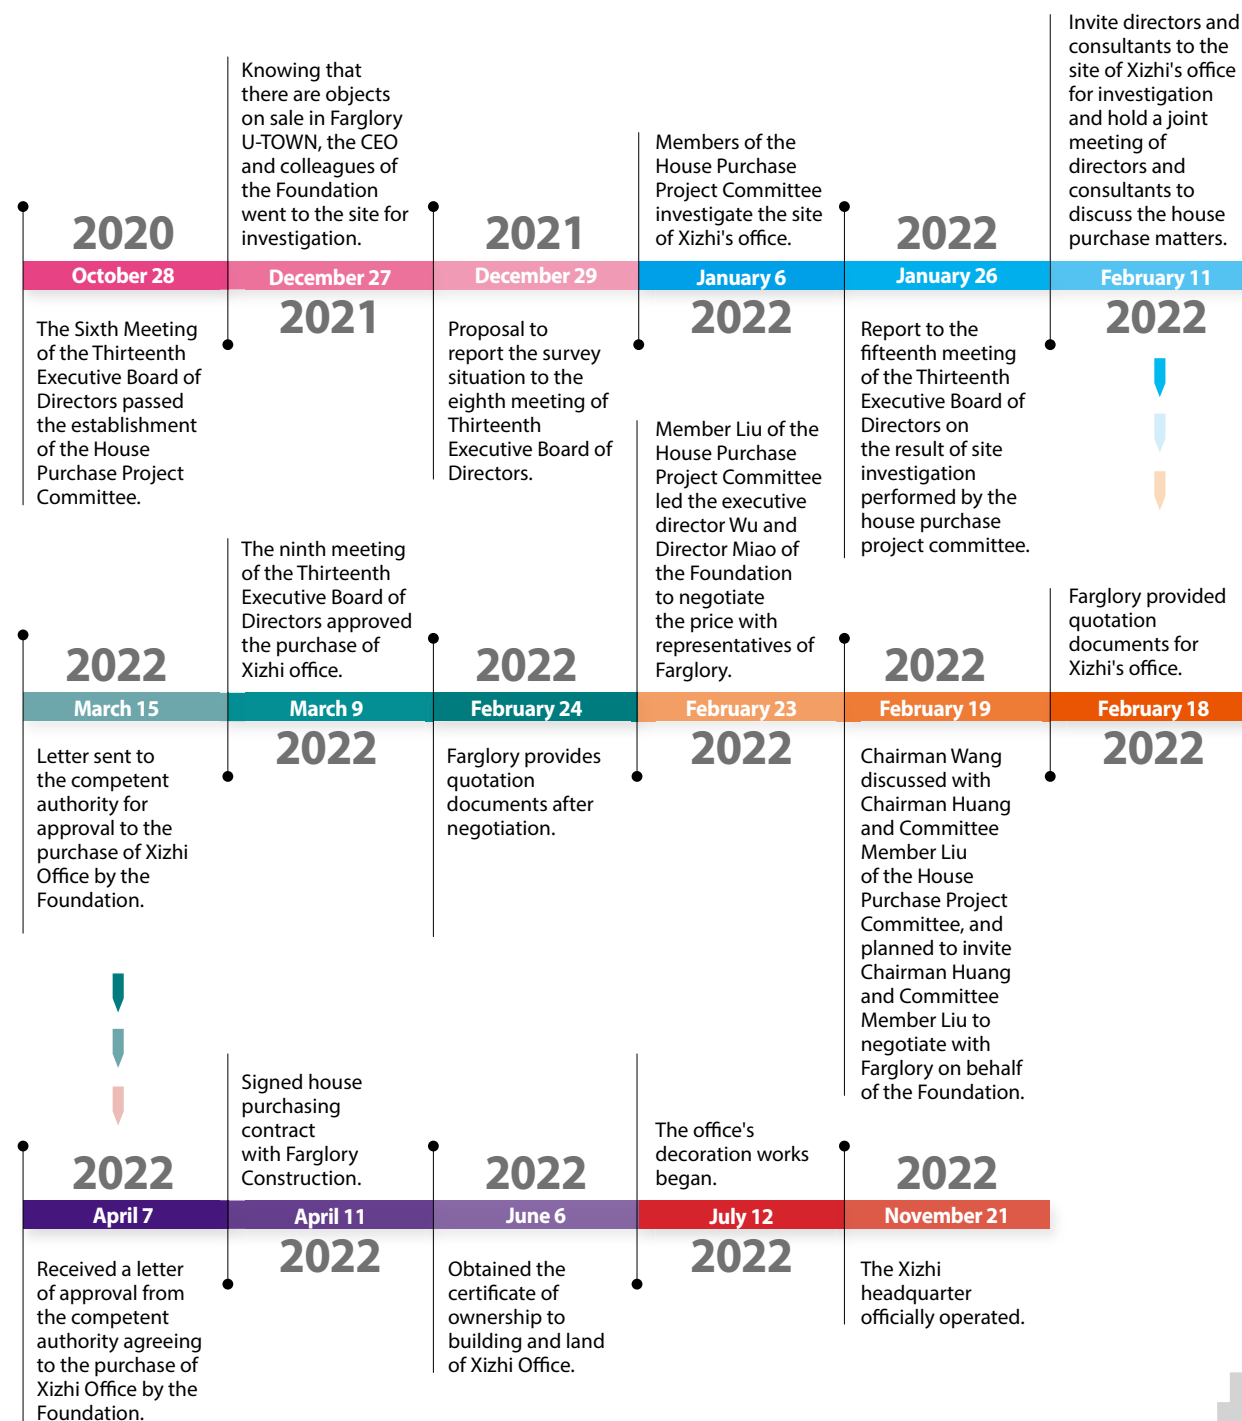 2020
October 28
The Sixth Meeting
of the Thirteenth
Executive Board of
Directors passed
the establishment
of the House
Purchase Project
Committee.
Knowing that
there are objects
on sale in Farglory
U-TOWN, the CEO
and colleagues of
the Foundation
went to the site for
investigation.
December 27
2021
2021
December 29
Proposal to
report the survey
situation to the
eighth meeting of
Thirteenth
Executive Board of
Directors.
Members of the
House Purchase
Project Committee
investigate the site
of Xizhi's office.
January 6
2022
2022
January 26
Report to the
fifteenth meeting
of the Thirteenth
Executive Board of
Directors on
the result of site
investigation
performed by the
house purchase
project committee.
Invite directors and
consultants to the
site of Xizhi's office
for investigation
and hold a joint
meeting of
directors and
consultants to
discuss the house
purchase matters.
February 11
2022
Farglory provided
quotation
documents for
Xizhi's office.
February 18
2022
2022
February 19
Chairman Wang
discussed with
Chairman Huang
and Committee
Member Liu
of the House
Purchase Project
Committee, and
planned to invite
Chairman Huang
and Committee
Member Liu to
negotiate with
Farglory on behalf
of the Foundation.
Member Liu of the
House Purchase
Project Committee
led the executive
director Wu and
Director Miao of
the Foundation
to negotiate
the price with
representatives of
Farglory.
February 23
2022
2022
February 24
Farglory provides
quotation
documents after
negotiation.
The ninth meeting
of the Thirteenth
Executive Board of
Directors approved
the purchase of
Xizhi office.
March 9
2022
2022
March 15
Letter sent to
the competent
authority for
approval to the
purchase of Xizhi
Office by the
Foundation.
2022
April 7
Received a letter
of approval from
the competent
authority agreeing
to the purchase of
Xizhi Office by the
Foundation.
Signed house
purchasing
contract
with Farglory
Construction.
April 11
2022
2022
June 6
Obtained the
certificate of
ownership to
building and land
of Xizhi Office.
The office's
decoration works
began.
July 12
2022
2022
November 21
The Xizhi
headquarter
officially operated.